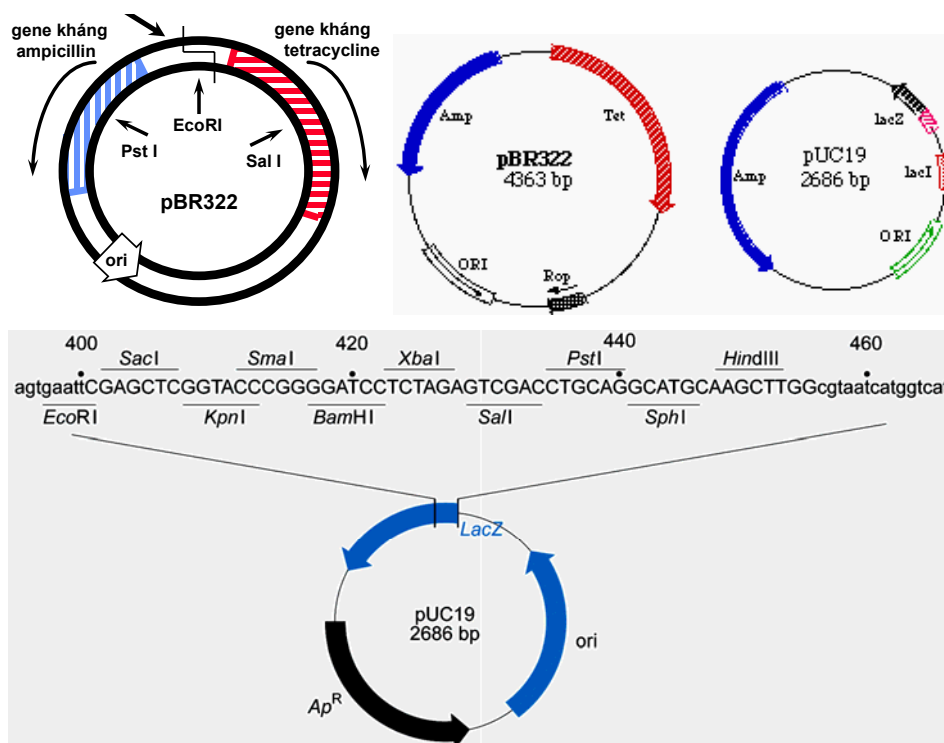 gene kháng
ampicillin
gene kháng
tetracycline
EcoRI
Pst I
Sal I
pBR322
ori
Amp
Tet
pBR322
4363 bp
ORI
Rop
lacZ
pUC19
2686 bp
Amp
lacI
ORI
400 420 440 460
SacI SmaI XbaI PstI HindIII
agtgaattCGAGCTCGGTACCCGGGGATCCTCTAGAGTCGACCTGCAGGCATGCAAGCTTGGcgtaatcatggtcat
EcoRI KpnI BamHI SalI SphI
LacZ
pUC19
2686 bp
ori
ApR